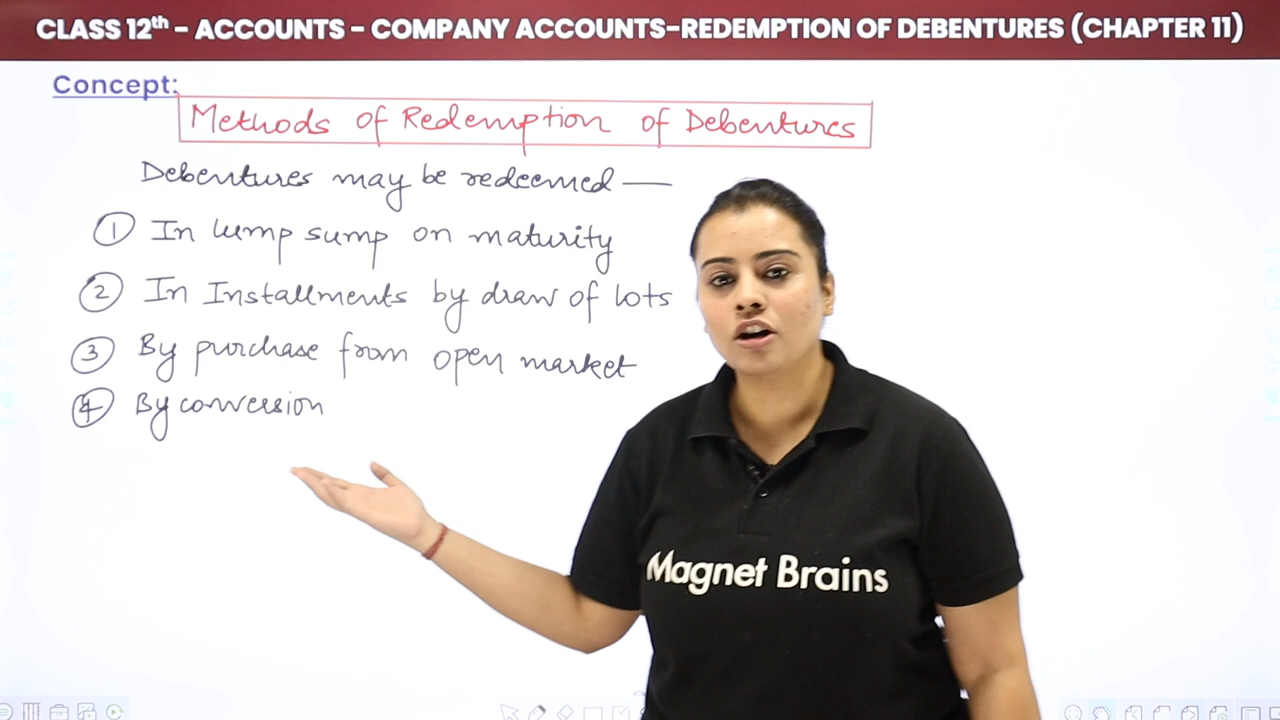 CLASS 12th - ACCOUNTS - COMPANY ACCOUNTS-REDEMPTION OF DEBENTURES (CHAPTER 11)
Concept:
Methods of Redemption of Debentures
Debentures may be redeemed —
① In lump sump on maturity
② In Installments by draw of lots
③ By purchase from open market
④ By conversion
Magnet Brains